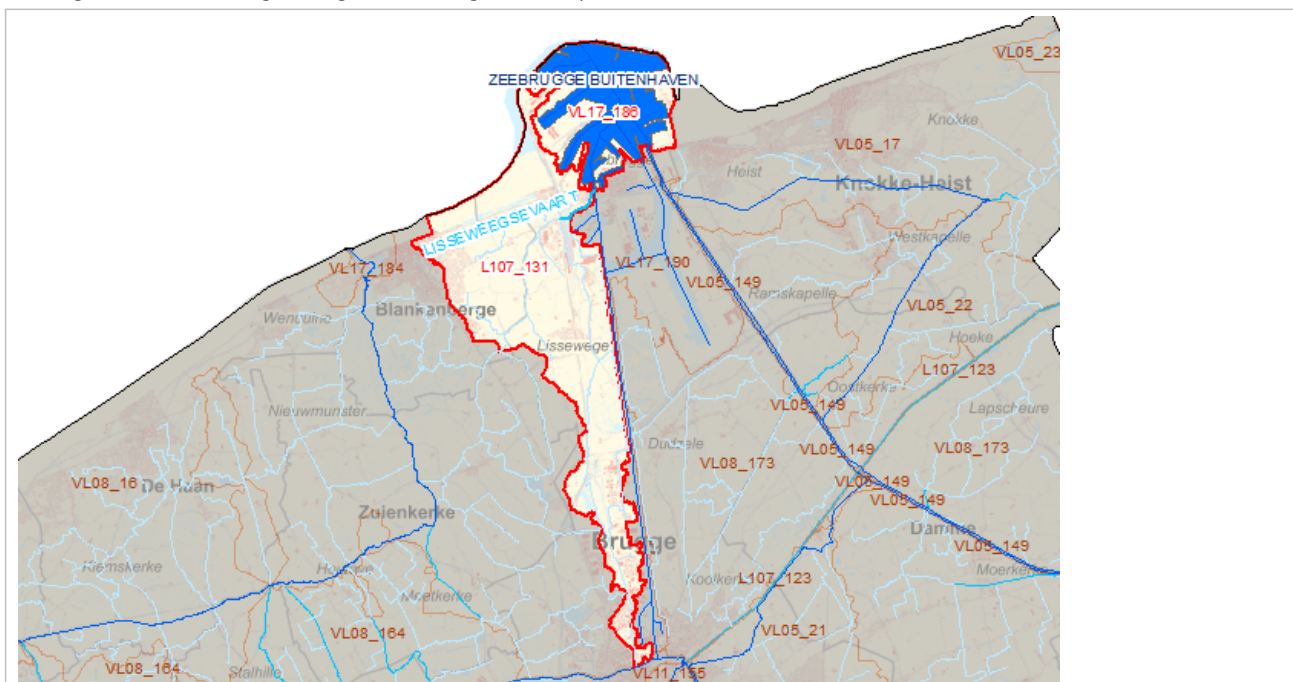 VL05_23
ZEEBRUGGE BUITENHAVEN
VL17_186
Knokke
VL05_17
Heist
Knokke-Heist
LISSEWEEGSEVAART
Westkapelle
L107_131
VL17_190
VL17_184
VL05_149
Ramskapelle
VL05_22
Blankenberge
Wenduine
Hoeke
Lissewege
L107_123
Oostkerke
VL05_149
Lapscheure
Nieuwmunster
Dudzele
VL05_149
VL08_173
VL08_173
VL08_16
De Haan
VL05_149
VL05_149
Zuienkerke
Damme
Brugge
VL05_149
Klemskerke
Houtave
Koolkerke
L107_123
Moerkerke
Meetkerke
VL08_164
VL05_21
VL08_164
Stalhille
VL11_155